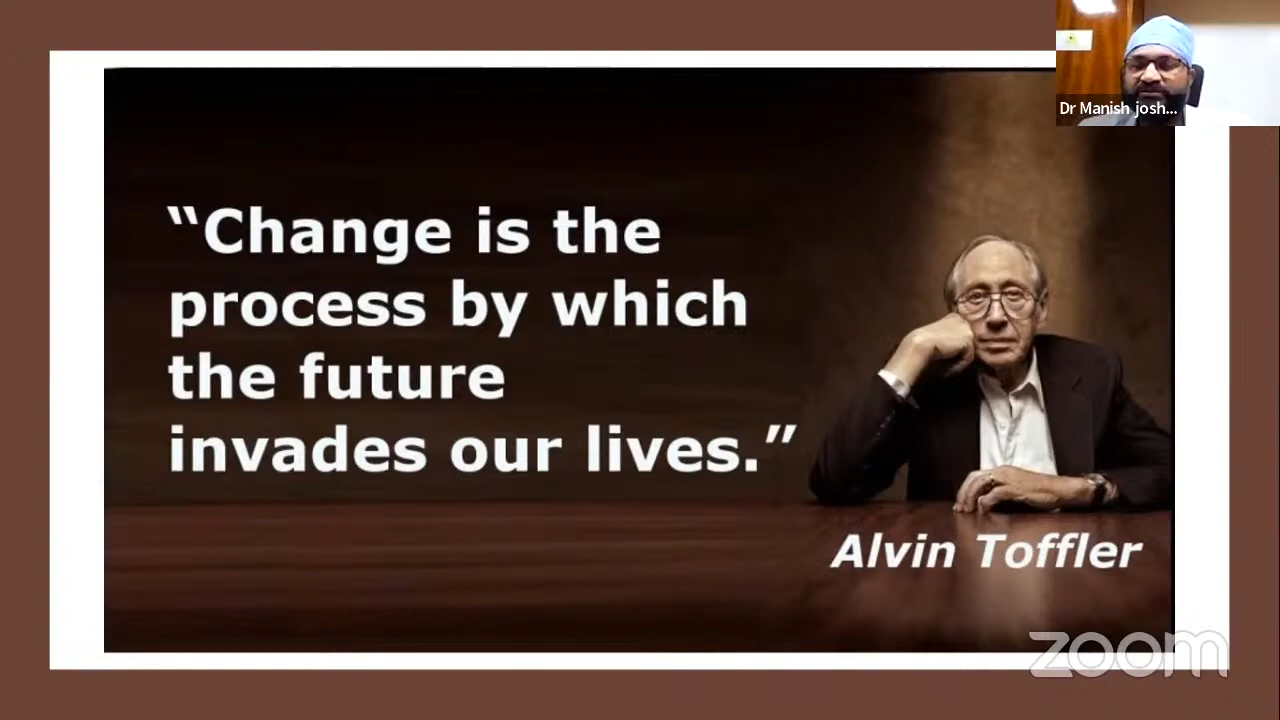 Dr Manish josh...
“Change is the
process by which
the future
invades our lives.”
Alvin Toffler
zoom